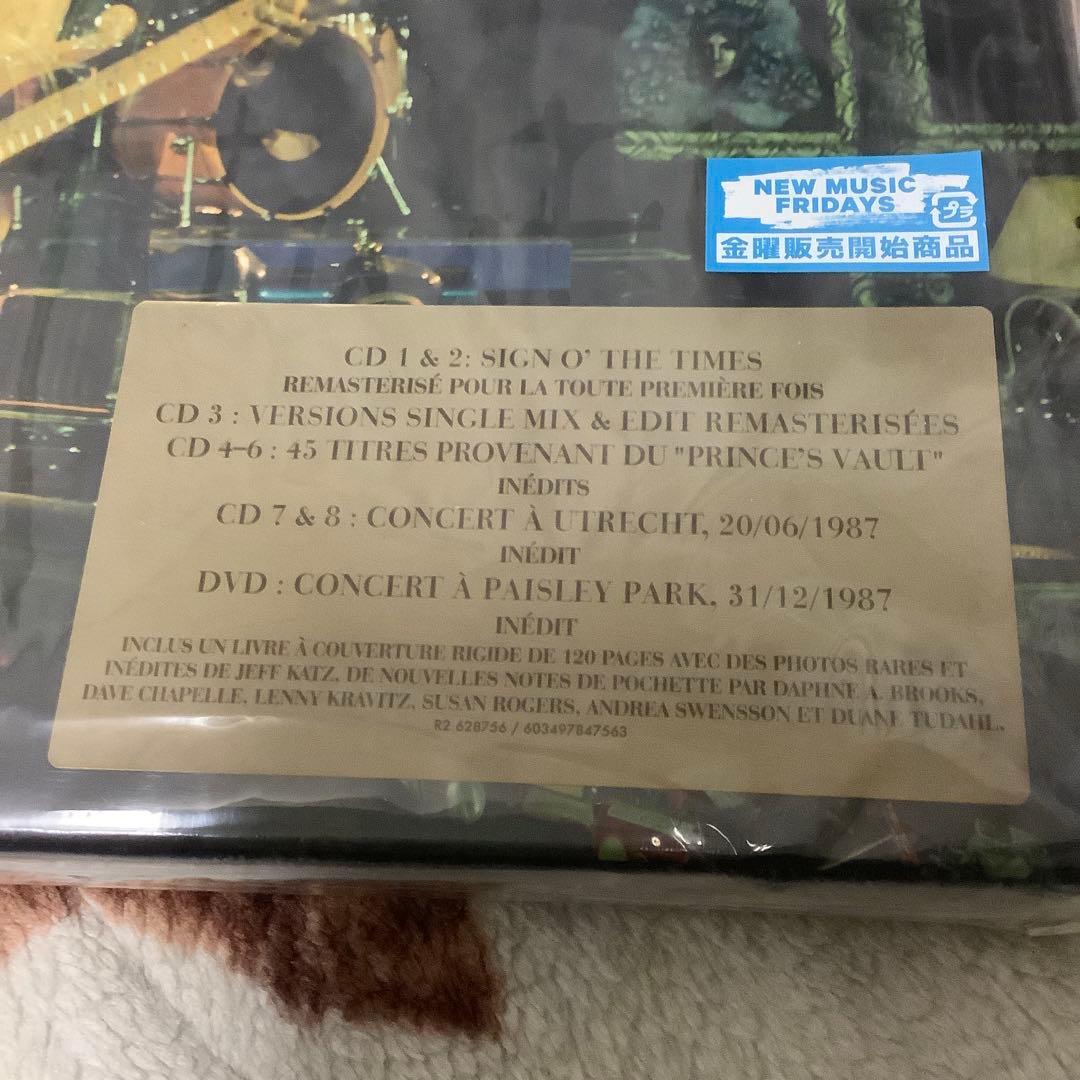 NEW MUSIC
FRIDAYS
プラ
金曜販売開始商品
CD 1 & 2: SIGN O' THE TIMES
REMASTERISÉ POUR LA TOUTE PREMIÈRE FOIS
CD 3 : VERSIONS SINGLE MIX & EDIT REMASTERISÉES
CD 4-6 : 45 TITRES PROVENANT DU "PRINCE'S VAULT"
INÉDITS
CD 7 & 8 : CONCERT À UTRECHT, 20/06/1987
INÉDIT
DVD : CONCERT À PAISLEY PARK, 31/12/1987
INÉDIT
INCLUS UN LIVRE À COUVERTURE RIGIDE DE 120 PAGES AVEC DES PHOTOS RARES ET
INÉDITES DE JEFF KATZ, DE NOUVELLES NOTES DE POCHETTE PAR DAPHNE A. BROOKS,
DAVE CHAPELLE, LENNY KRAVITZ, SUSAN ROGERS, ANDREA SWENSSON ET DUANE TUDAHL.
R2 628756 / 603497847563